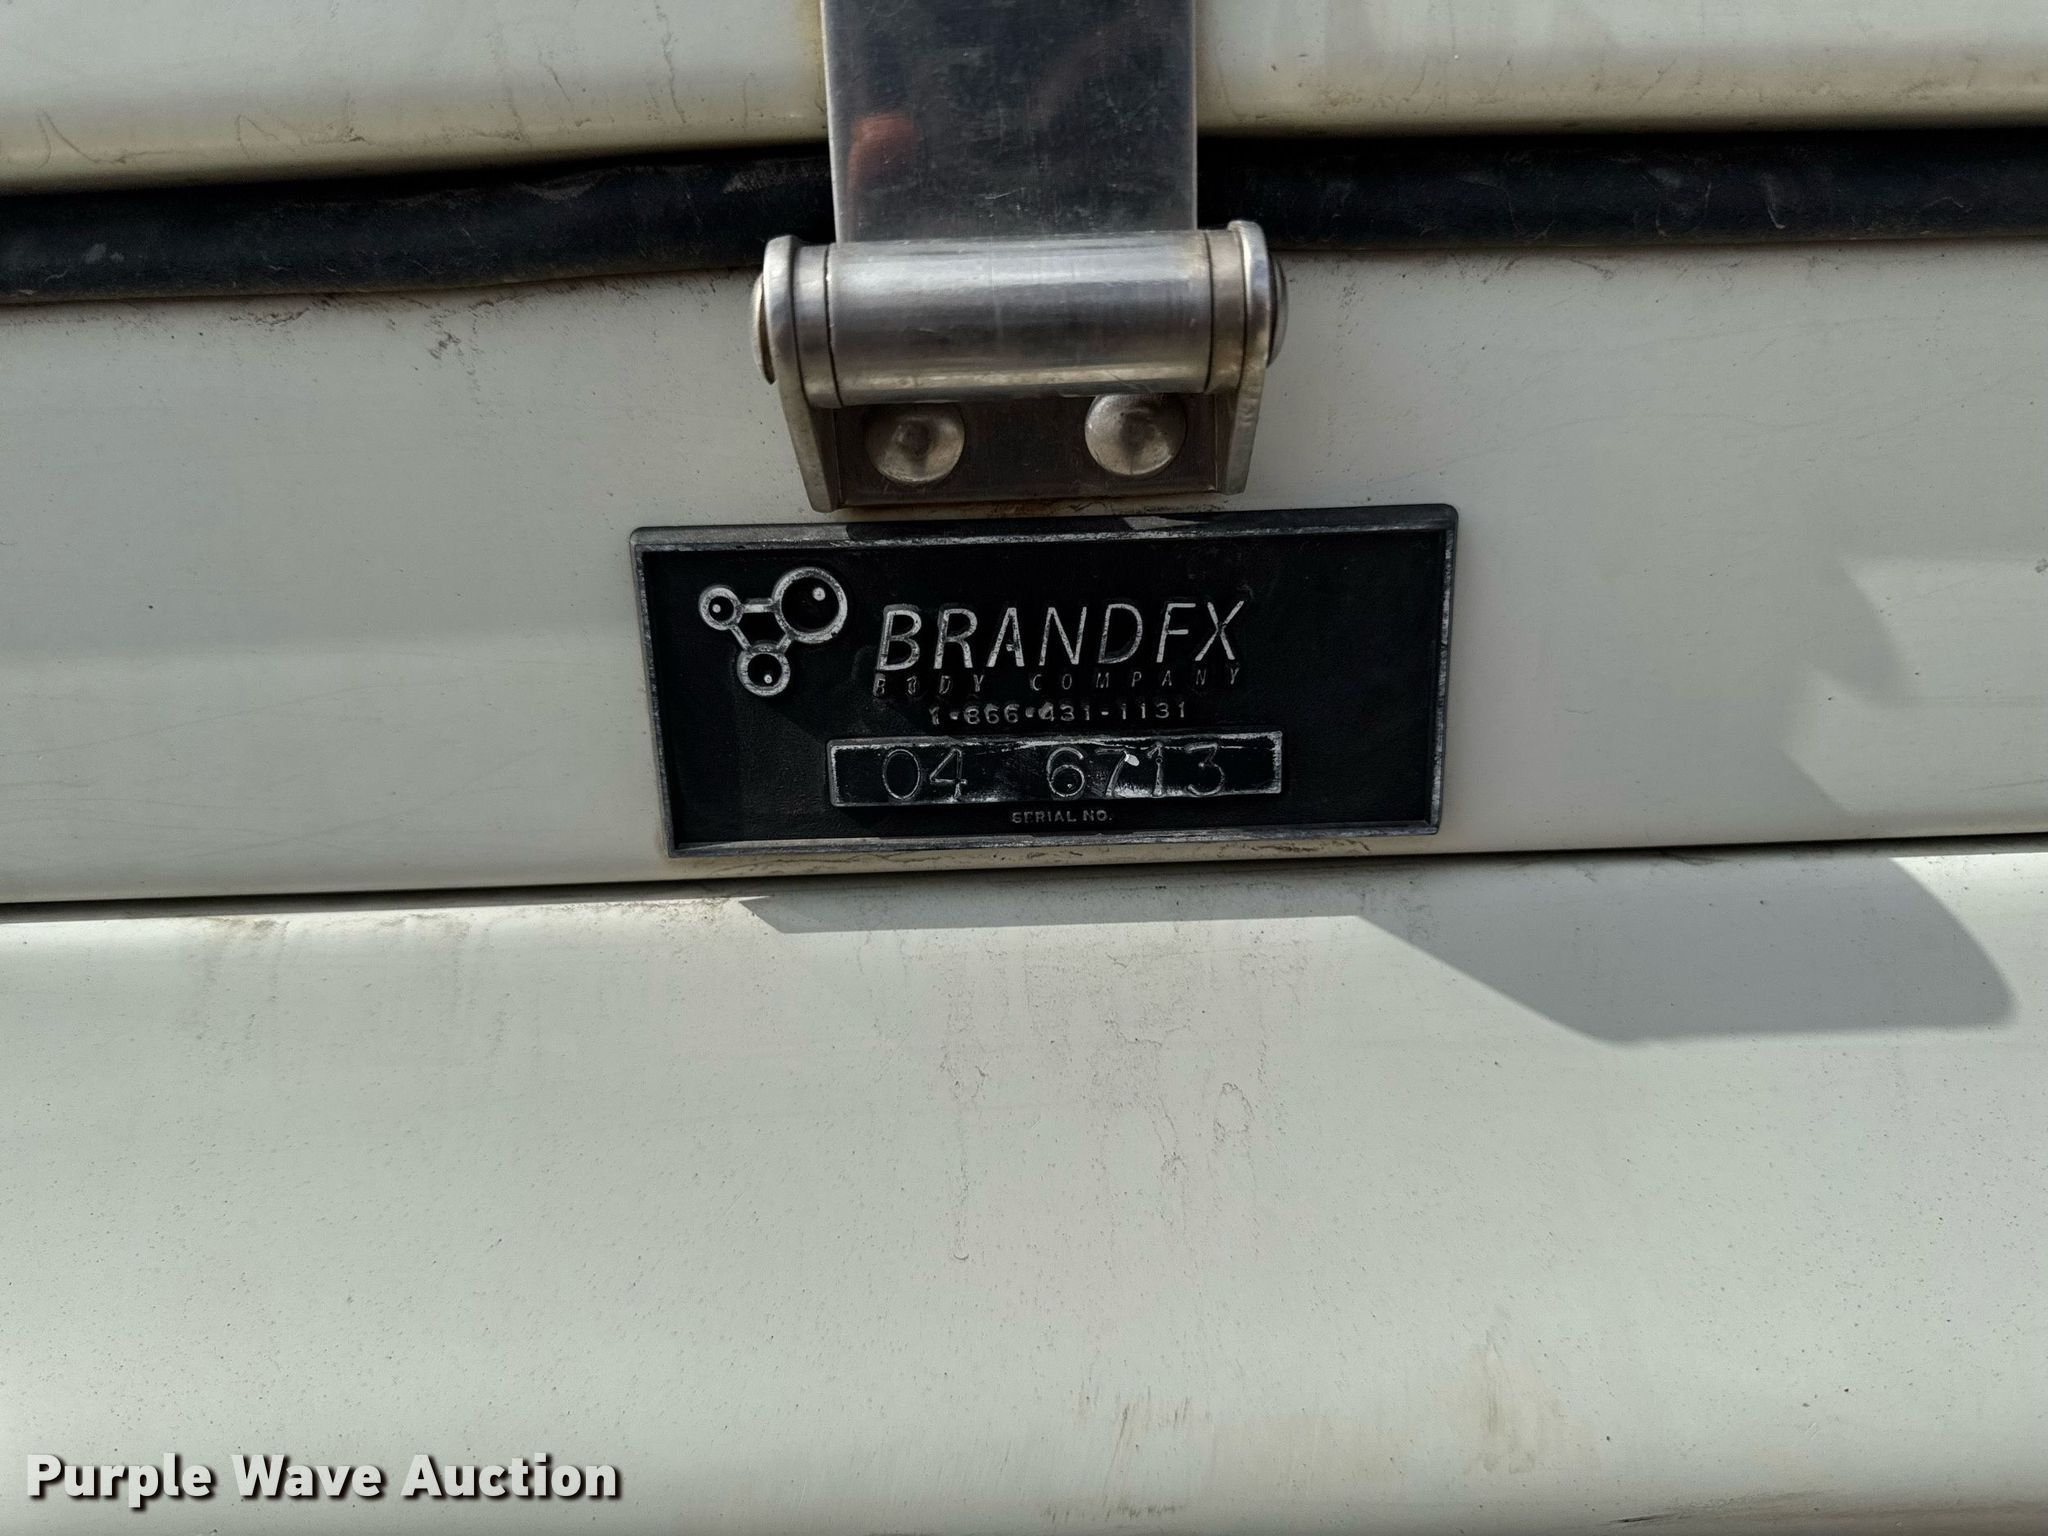 BRANDFX
BODY COMPANY
1-866-431-1131
04 6713
SERIAL NO.
Purple Wave Auction